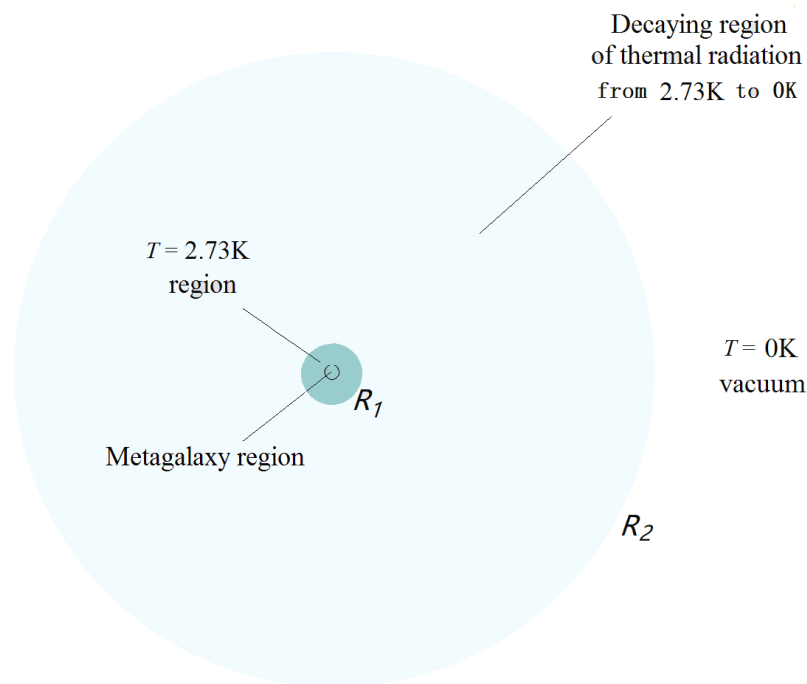 Decaying region
of thermal radiation
from 2.73K to 0K
T = 2.73K
region
T = 0K
vacuum
R1
Metagalaxy region
R2